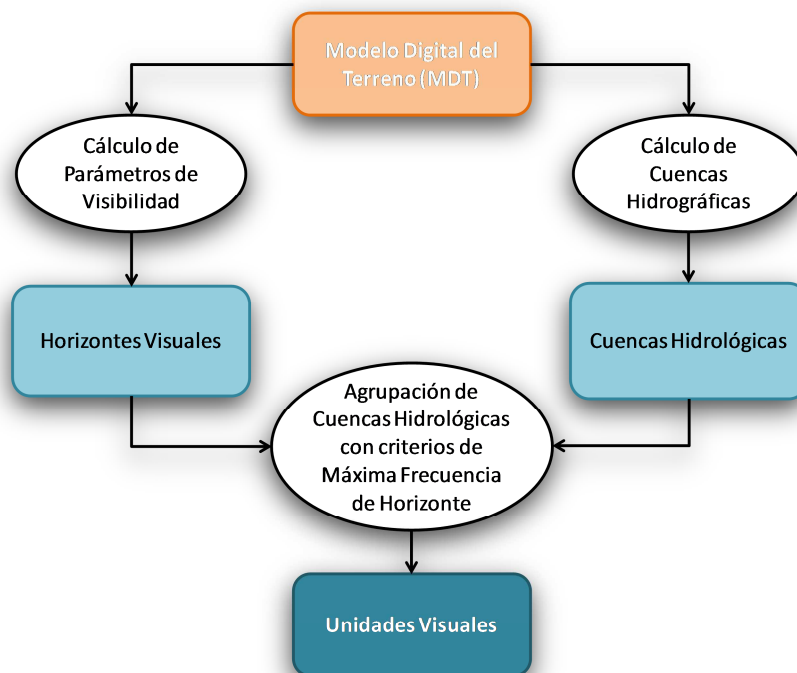 Modelo Digital del
Terreno (MDT)
Cálculo de
Parámetros de
Visibilidad
Cálculo de
Cuencas
Hidrográficas
Horizontes Visuales
Cuencas Hidrológicas
Agrupación de
Cuencas Hidrológicas
con criterios de
Máxima Frecuencia
de Horizonte
Unidades Visuales